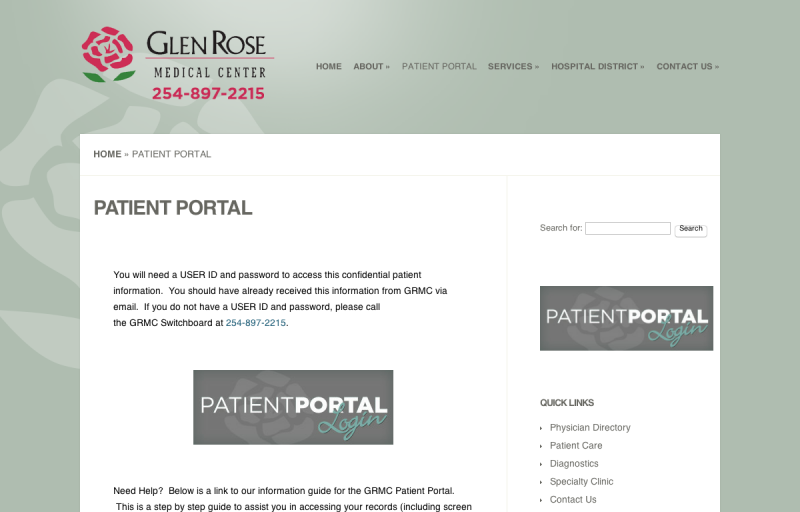 GLEN ROSE
MEDICAL CENTER
254-897-2215
HOME ABOUT » PATIENT PORTAL SERVICES » HOSPITAL DISTRICT » CONTACT US »
HOME » PATIENT PORTAL
PATIENT PORTAL
You will need a USER ID and password to access this confidential patient
information.  You should have already received this information from GRMC via
email.  If you do not have a USER ID and password, please call
the GRMC Switchboard at 254-897-2215.
PATIENTPORTAL
Login
Need Help?  Below is a link to our information guide for the GRMC Patient Portal.
This is a step by step guide to assist you in accessing your records (including screen
Search for: Search
PATIENTPORTAL
Login
QUICK LINKS
Physician Directory
Patient Care
Diagnostics
Specialty Clinic
Contact Us